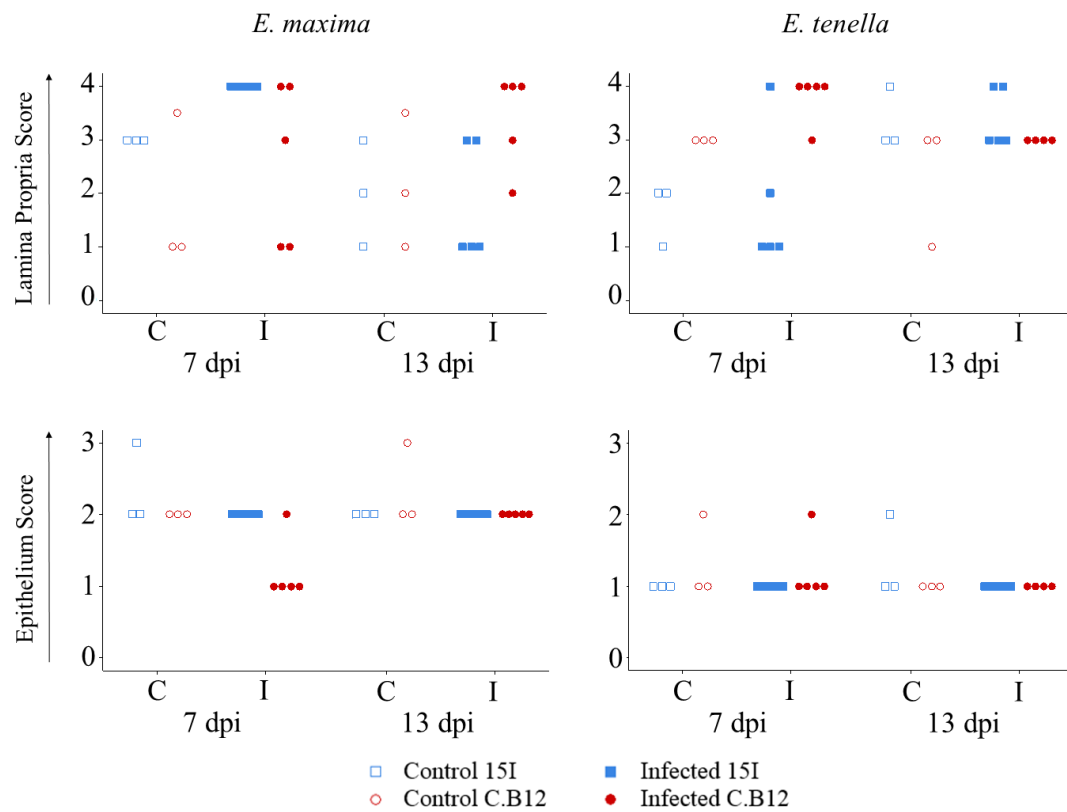 E. maxima
E. tenella
Lamina Propria Score
4
3
2
1
0
C I C I
7 dpi 13 dpi
4
3
2
1
0
C I C I
7 dpi 13 dpi
Epithelium Score
3
2
1
0
C I C I
7 dpi 13 dpi
3
2
1
0
C I C I
7 dpi 13 dpi
Control 15I
Infected 15I
Control C.B12
Infected C.B12